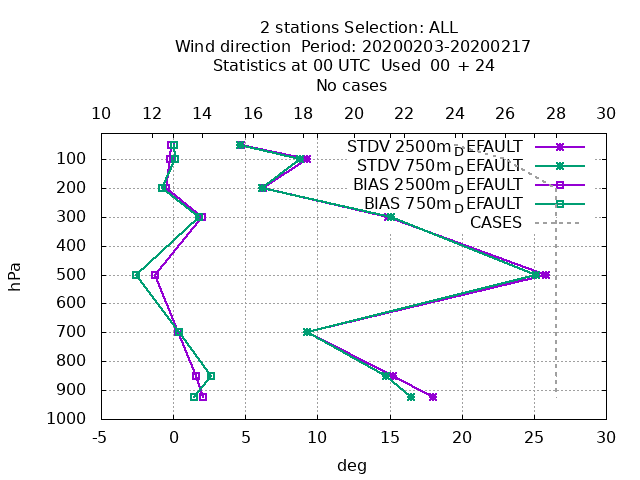 2 stations Selection: ALL
Wind direction  Period: 20200203-20200217
Statistics at 00 UTC  Used  00 + 24
No cases
10 12 14 16 18 20 22 24 26 28 30
STDV 2500m_DEFAULT
STDV 750m_DEFAULT
BIAS 2500m_DEFAULT
BIAS 750m_DEFAULT
CASES
100
200
300
400
500
600
700
800
900
1000
hPa
-5 0 5 10 15 20 25 30
deg